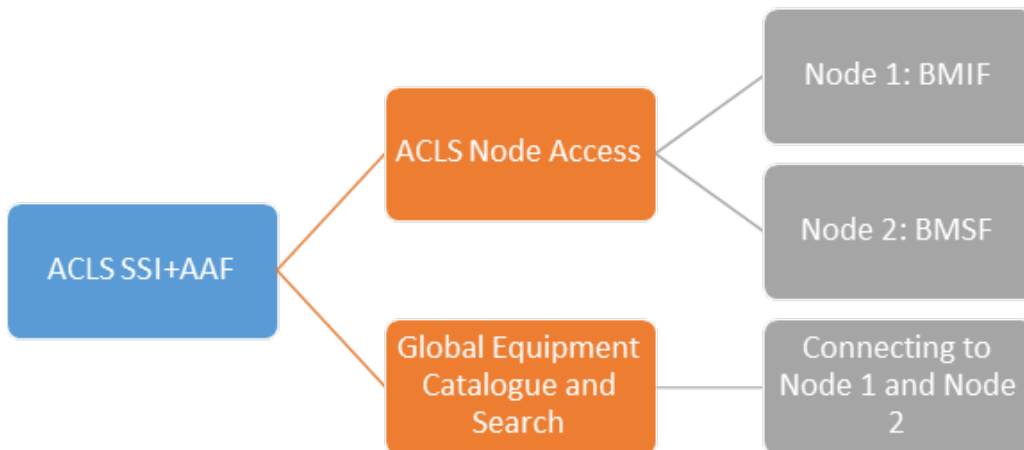 ACLS SSI+AAF
ACLS Node Access
Global Equipment
Catalogue and
Search
Node 1: BMIF
Node 2: BMSF
Connecting to
Node 1 and Node
2